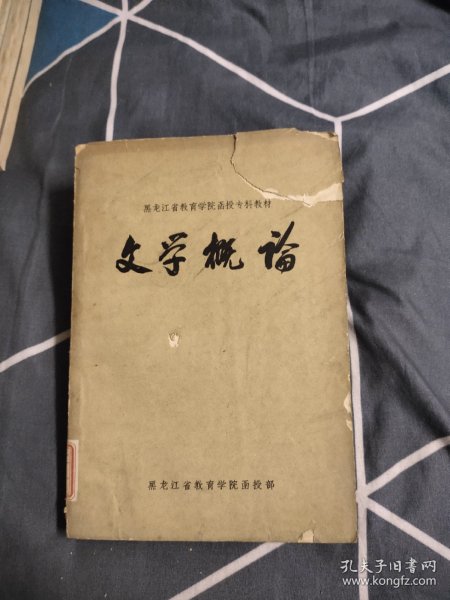 黑龙江省教育学院函授专科教材
文学概論
黑龙江省教育学院函授部
孔夫子旧书网
www.kongfz.com